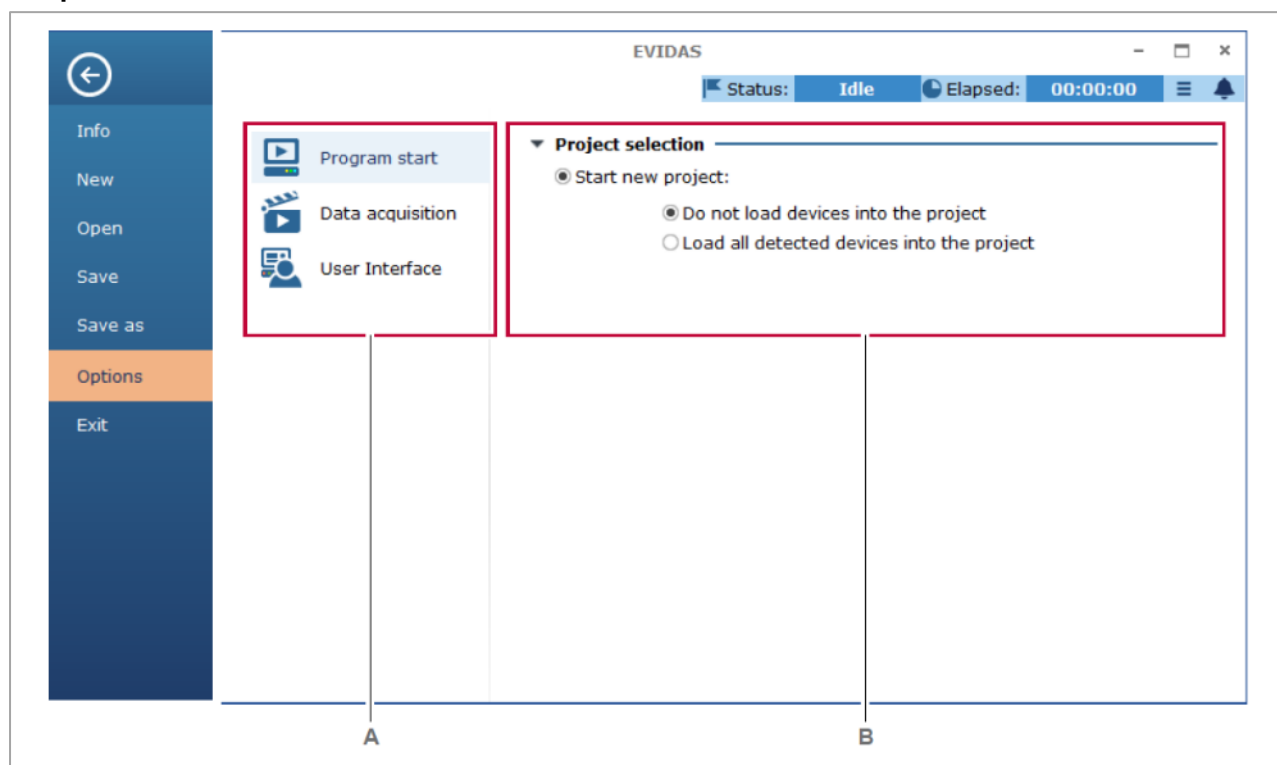 EVIDAS
Status: Idle Elapsed: 00:00:00
Info
New
Open
Save
Save as
Options
Exit
Program start
Data acquisition
User Interface
Project selection
Start new project:
Do not load devices into the project
Load all detected devices into the project
A
B